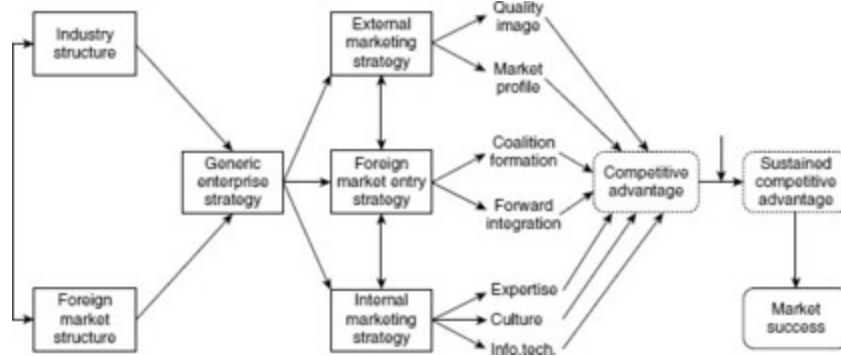 Industry
structure
Foreign
market
structure
Generic
enterprise
strategy
External
marketing
strategy
Foreign
market entry
strategy
Internal
marketing
strategy
Quality
image
Market
profile
Coalition
formation
Forward
integration
Expertise
Culture
Info.tech.
Competitive
advantage
Sustained
competitive
advantage
Market
success